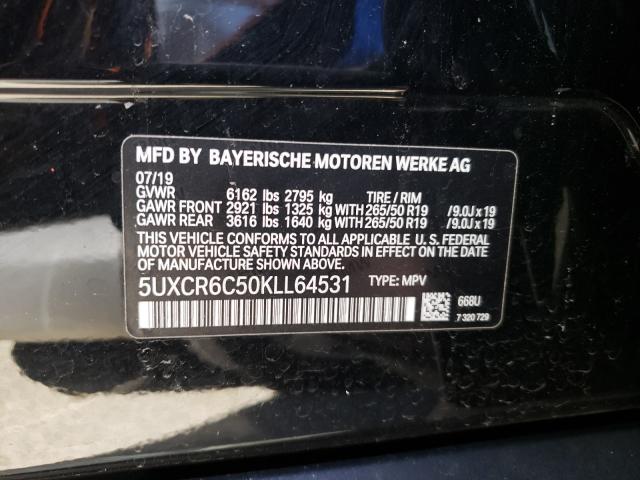 MFD BY BAYERISCHE MOTOREN WERKE AG
07/19
GVWR 6162 lbs 2795 kg TIRE / RIM
GAWR FRONT 2921 lbs 1325 kg WITH 265/50 R19 /9.0J x 19
GAWR REAR 3616 lbs 1640 kg WITH 265/50 R19 /9.0J x 19
THIS VEHICLE CONFORMS TO ALL APPLICABLE U. S. FEDERAL
MOTOR VEHICLE SAFETY STANDARDS IN EFFECT ON THE DATE
OF MANUFACTURE SHOWN ABOVE.
5UXCR6C50KLL64531 TYPE: MPV
668U
7 320 729